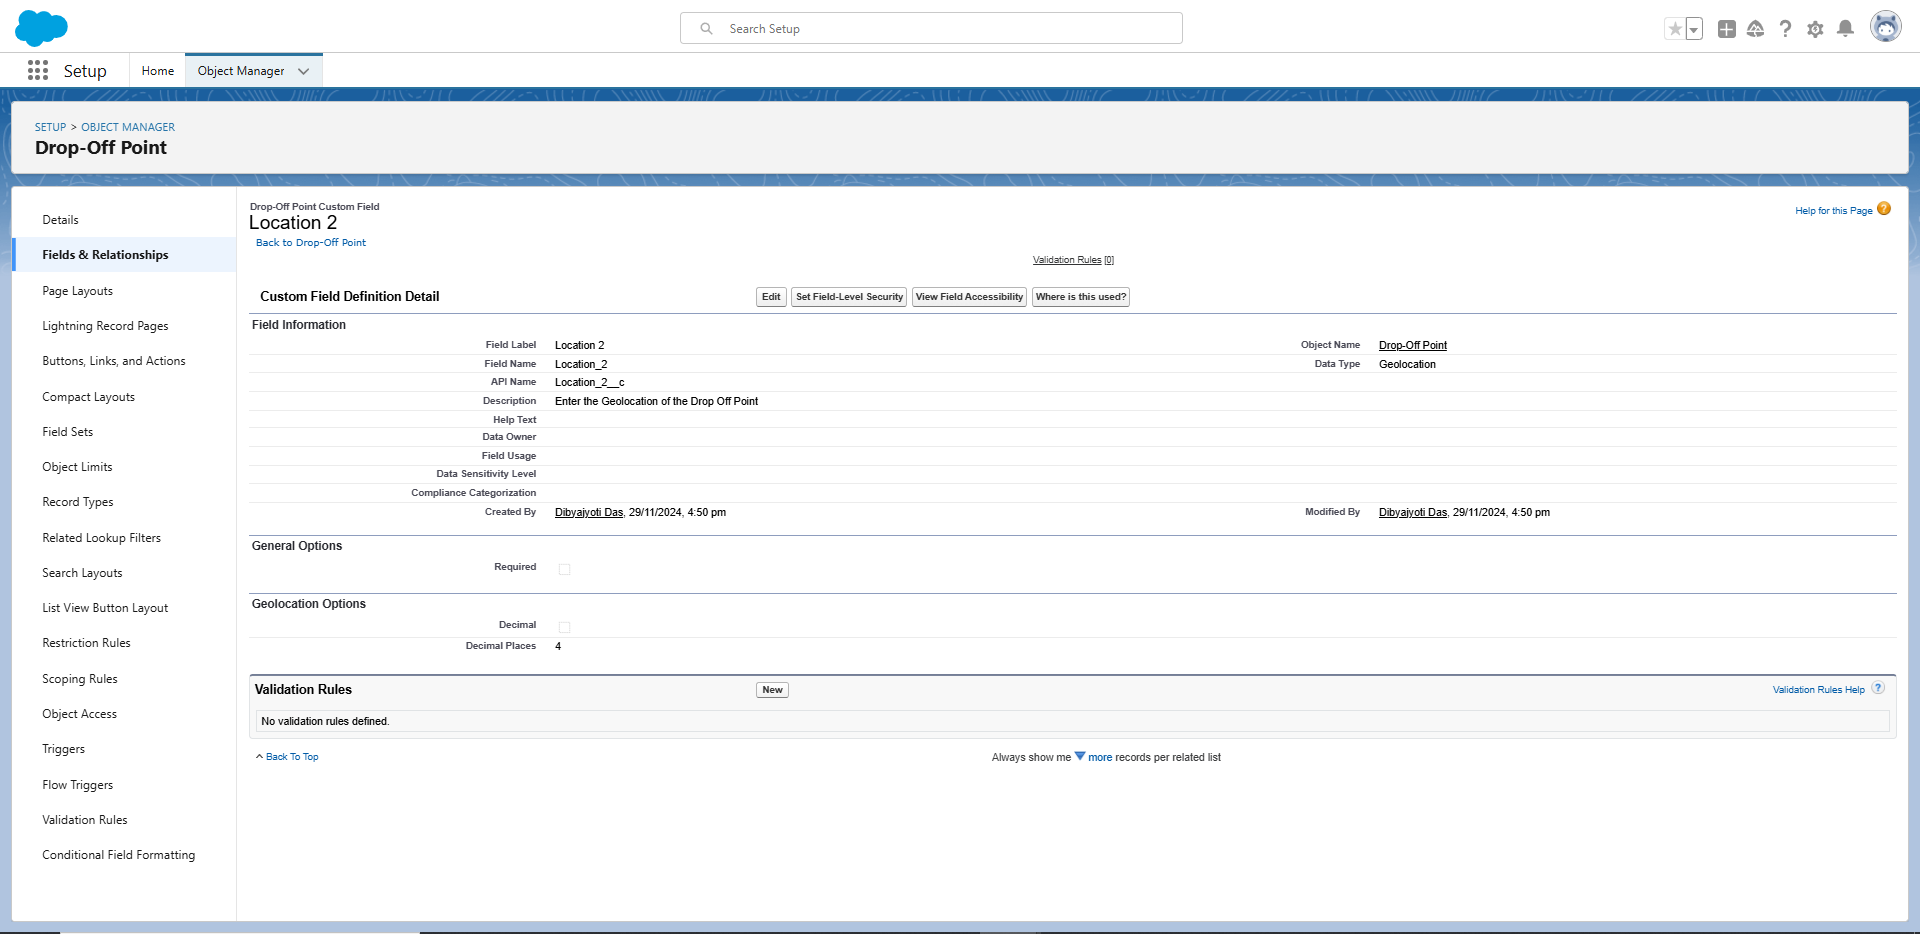 Search Setup
Setup
Home
Object Manager
SETUP > OBJECT MANAGER
Drop-Off Point
Details
Fields & Relationships
Page Layouts
Lightning Record Pages
Buttons, Links, and Actions
Compact Layouts
Field Sets
Object Limits
Record Types
Related Lookup Filters
Search Layouts
List View Button Layout
Restriction Rules
Scoping Rules
Object Access
Triggers
Flow Triggers
Validation Rules
Conditional Field Formatting
Drop-Off Point Custom Field
Location 2
Back to Drop-Off Point
Help for this Page
Validation Rules [0]
Custom Field Definition Detail
Edit
Set Field-Level Security
View Field Accessibility
Where is this used?
Field Information
Field Label Location 2 Object Name Drop-Off Point
Field Name Location_2 Data Type Geolocation
API Name Location_2__c
Description Enter the Geolocation of the Drop Off Point
Help Text
Data Owner
Field Usage
Data Sensitivity Level
Compliance Categorization
Created By Dibyajyoti Das, 29/11/2024, 4:50 pm Modified By Dibyajyoti Das, 29/11/2024, 4:50 pm
General Options
Required
Geolocation Options
Decimal
Decimal Places 4
Validation Rules New Validation Rules Help ?
No validation rules defined.
Back To Top
Always show me more records per related list